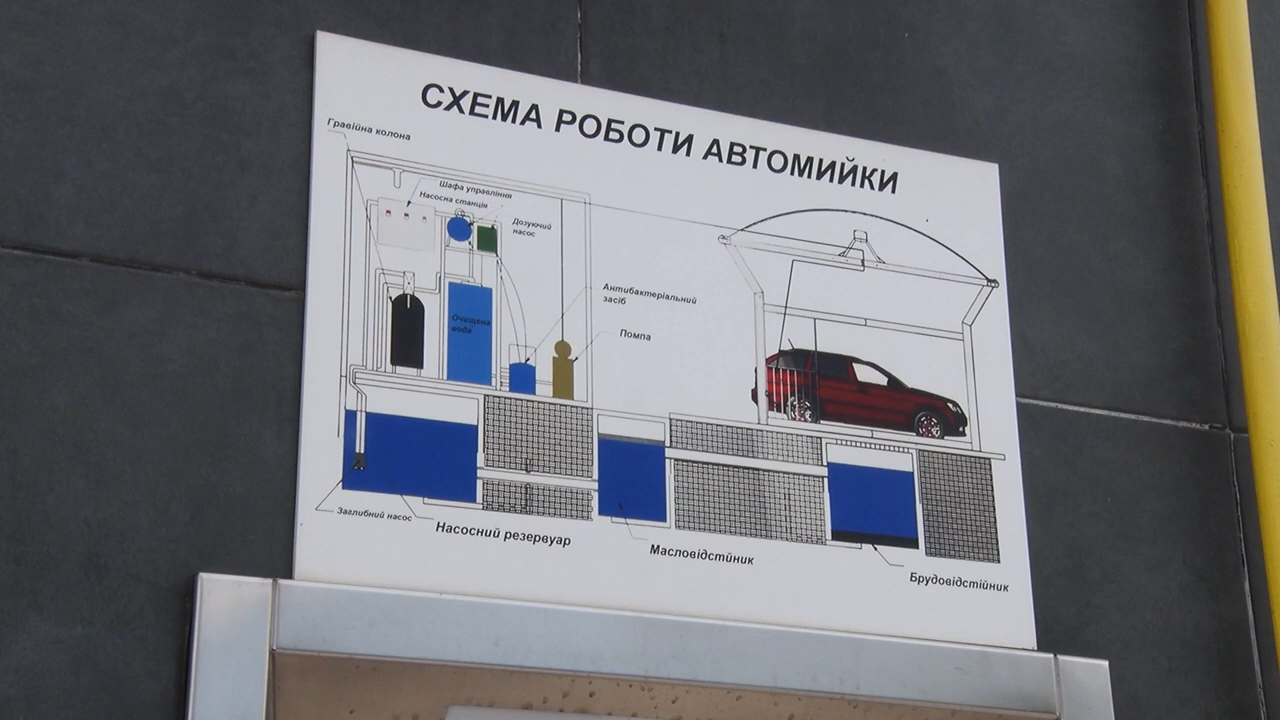 СХЕМА РОБОТИ АВТОМИЙКИ
Гравійна колона
Шафа управління
Насосна станція
Дозуючий
насос
Антибактеріальний
засіб
Очищена
вода
Помпа
Заглибний насос
Насосний резервуар
Масловідстійник
Брудовідстійник